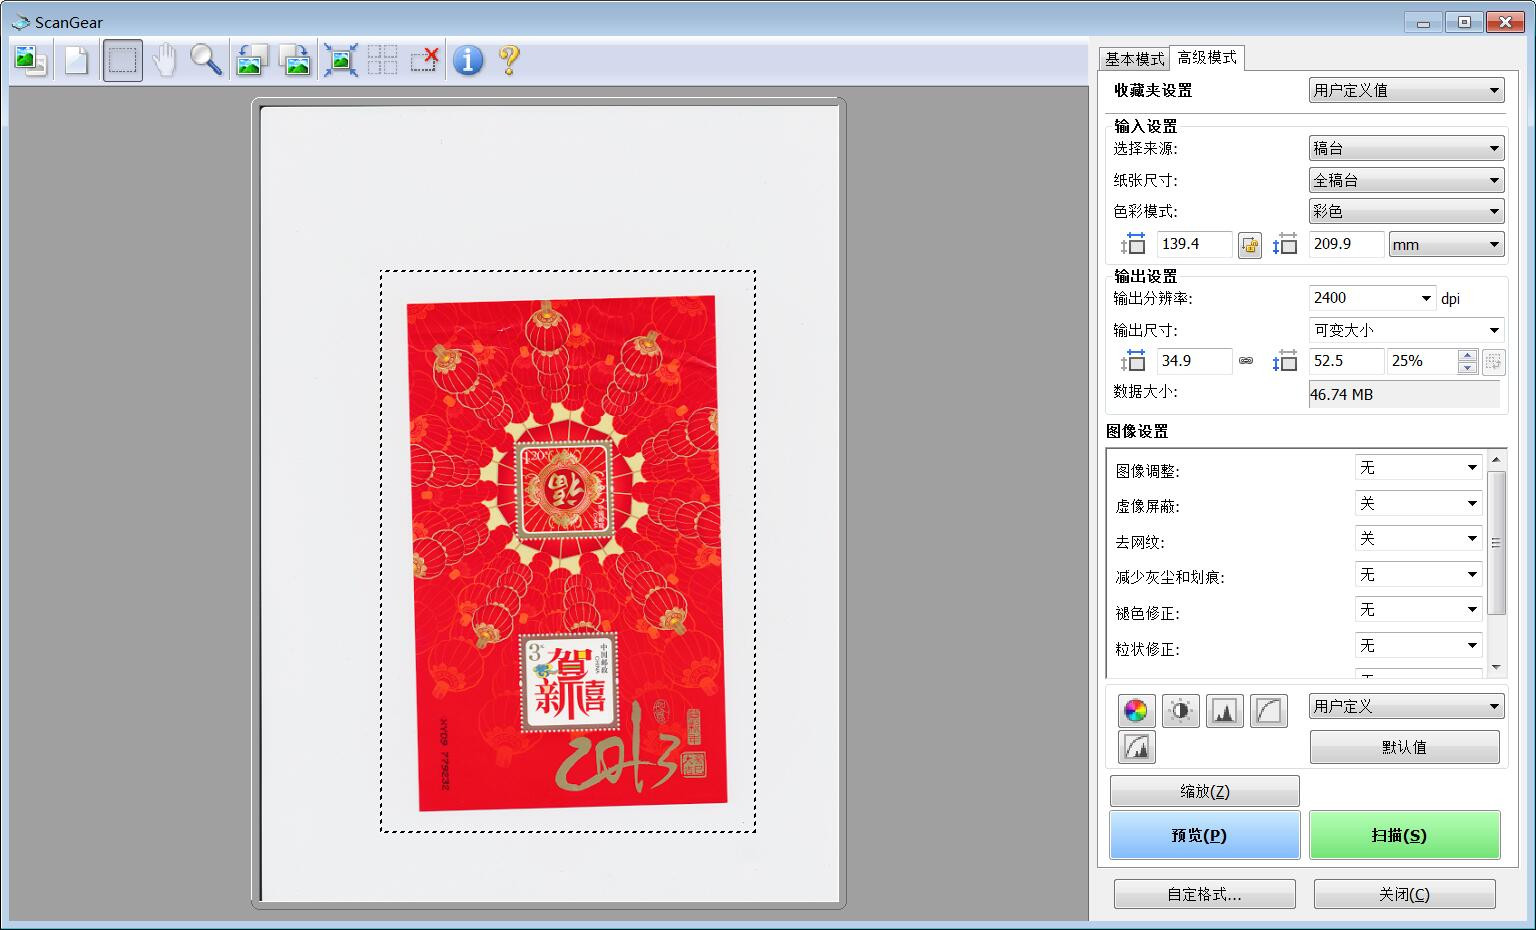 ScanGear
基本模式 高级模式
收藏夹设置 用户定义值
输入设置
选择来源: 稿台
纸张尺寸: 全稿台
色彩模式: 彩色
139.4 209.9 mm
输出设置
输出分辨率: 2400 dpi
输出尺寸: 可变大小
34.9 52.5 25%
数据大小: 46.74 MB
图像设置
图像调整: 无
虚像屏蔽: 关
去网纹: 关
减少灰尘和划痕: 无
褪色修正: 无
粒状修正: 无
用户定义
默认值
缩放(Z)
预览(P) 扫描(S)
自定格式... 关闭(C)
1.20元
福
3元
中国邮政
CHINA
贺
新禧
2013
XYD9 779232